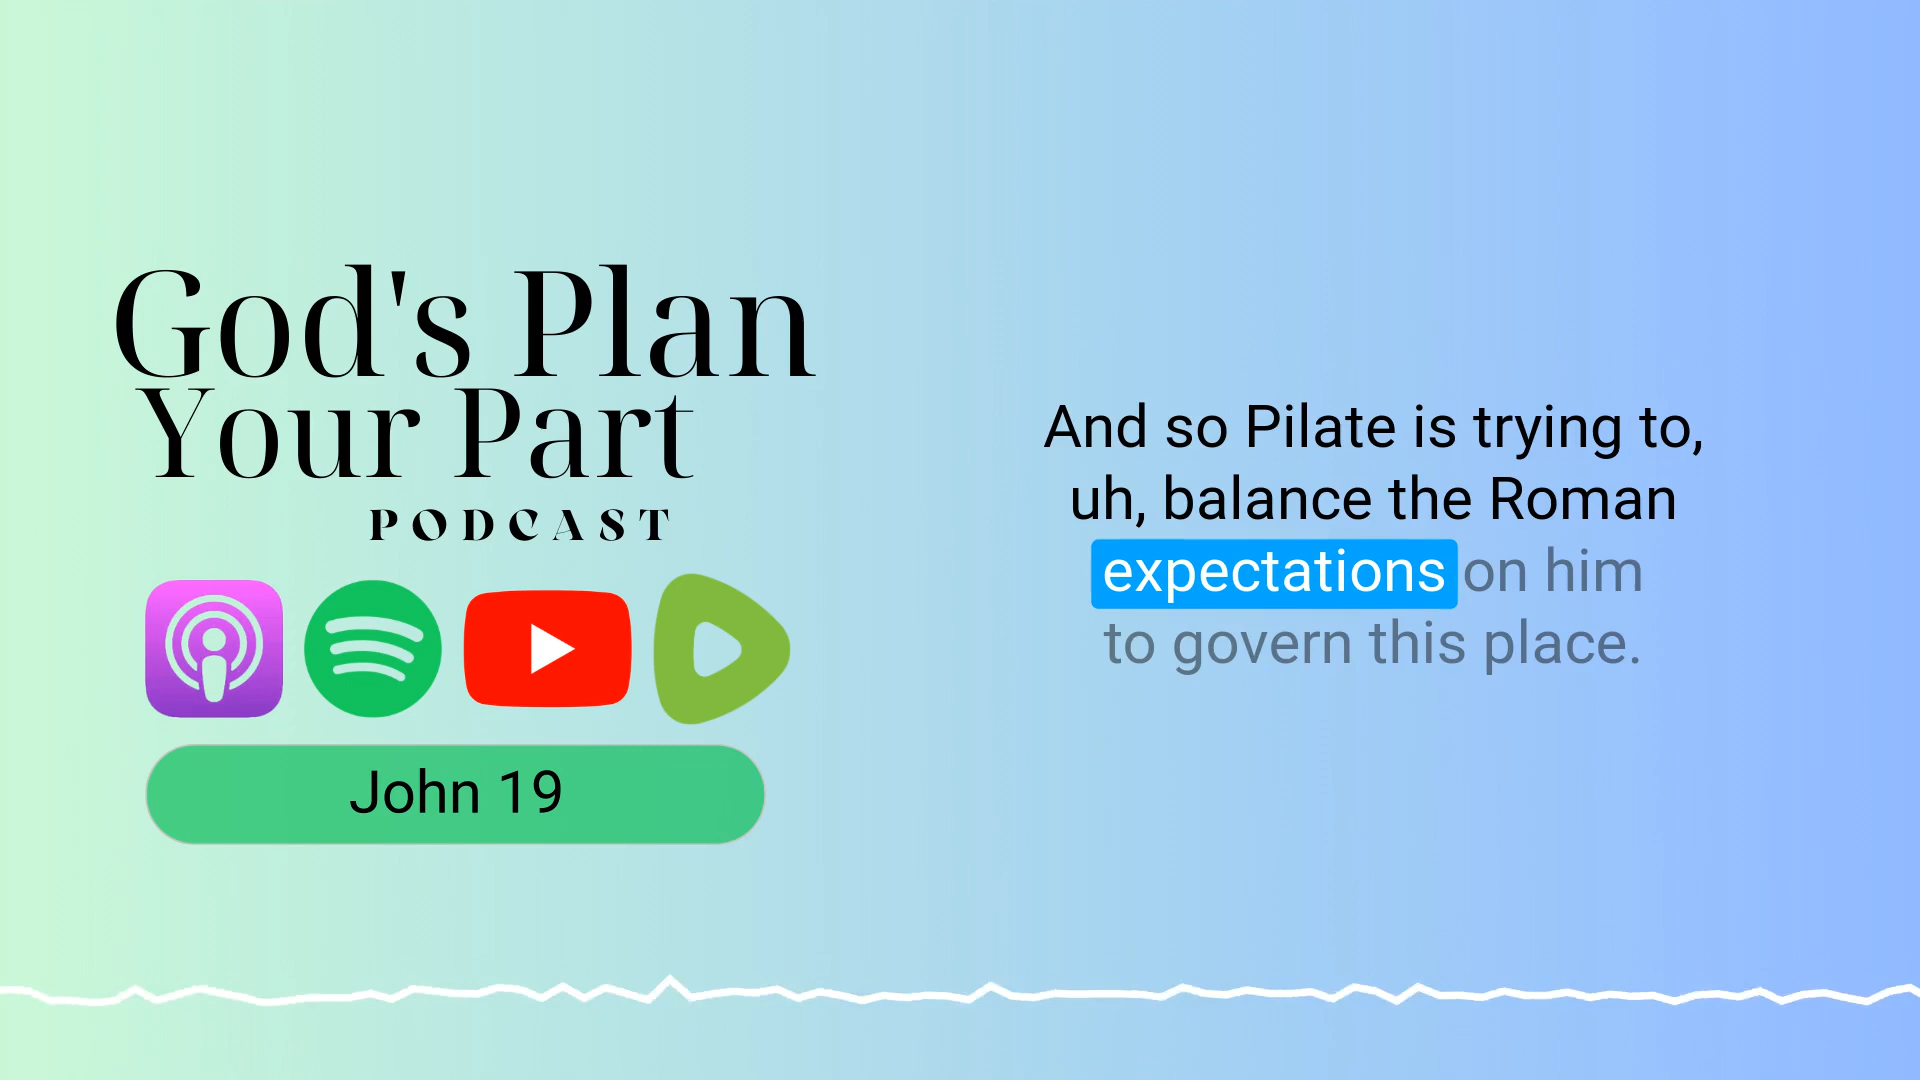 God's Plan
Your Part
PODCAST
John 19
And so Pilate is trying to,
uh, balance the Roman
expectations on him
to govern this place.